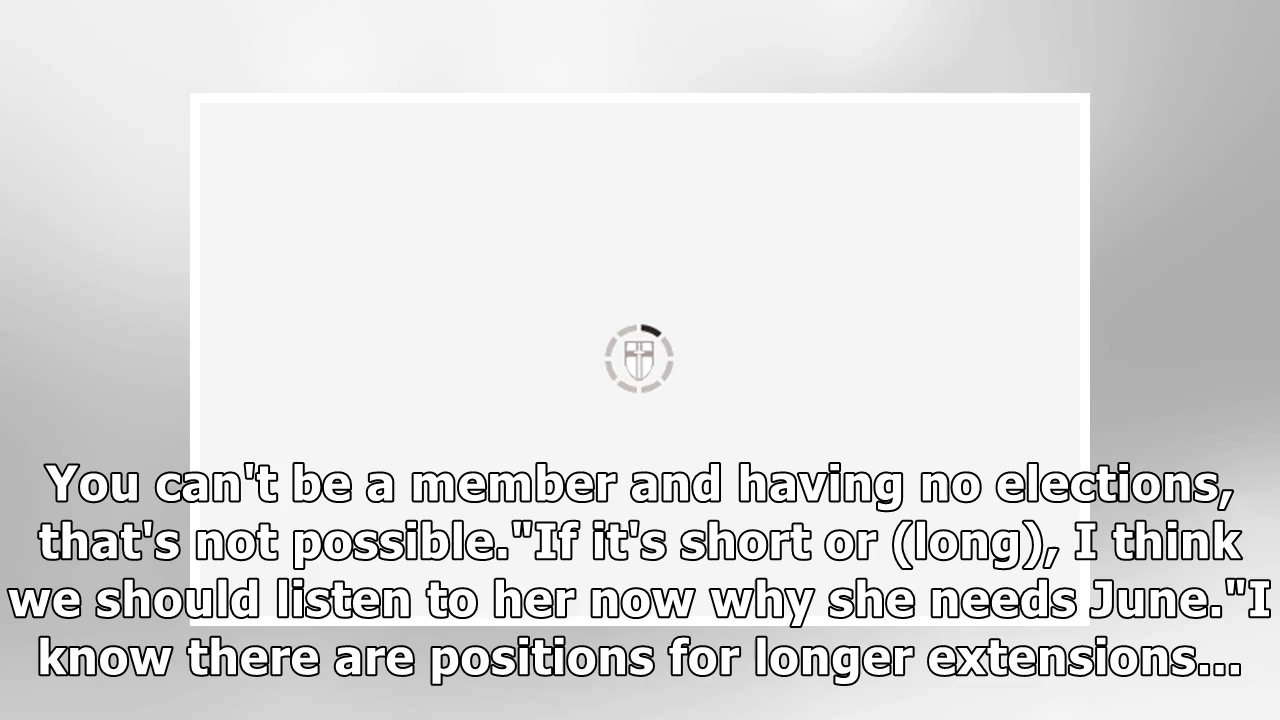 You can't be a member and having no elections,
that's not possible."If it's short or (long), I think
we should listen to her now why she needs June."I
know there are positions for longer extensions...